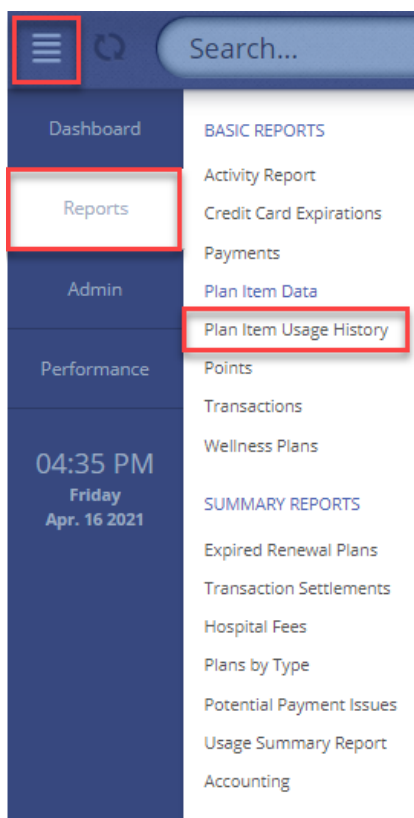 Search...
Dashboard
Reports
Admin
Performance
04:35 PM
Friday
Apr. 16 2021
BASIC REPORTS
Activity Report
Credit Card Expirations
Payments
Plan Item Data
Plan Item Usage History
Points
Transactions
Wellness Plans
SUMMARY REPORTS
Expired Renewal Plans
Transaction Settlements
Hospital Fees
Plans by Type
Potential Payment Issues
Usage Summary Report
Accounting